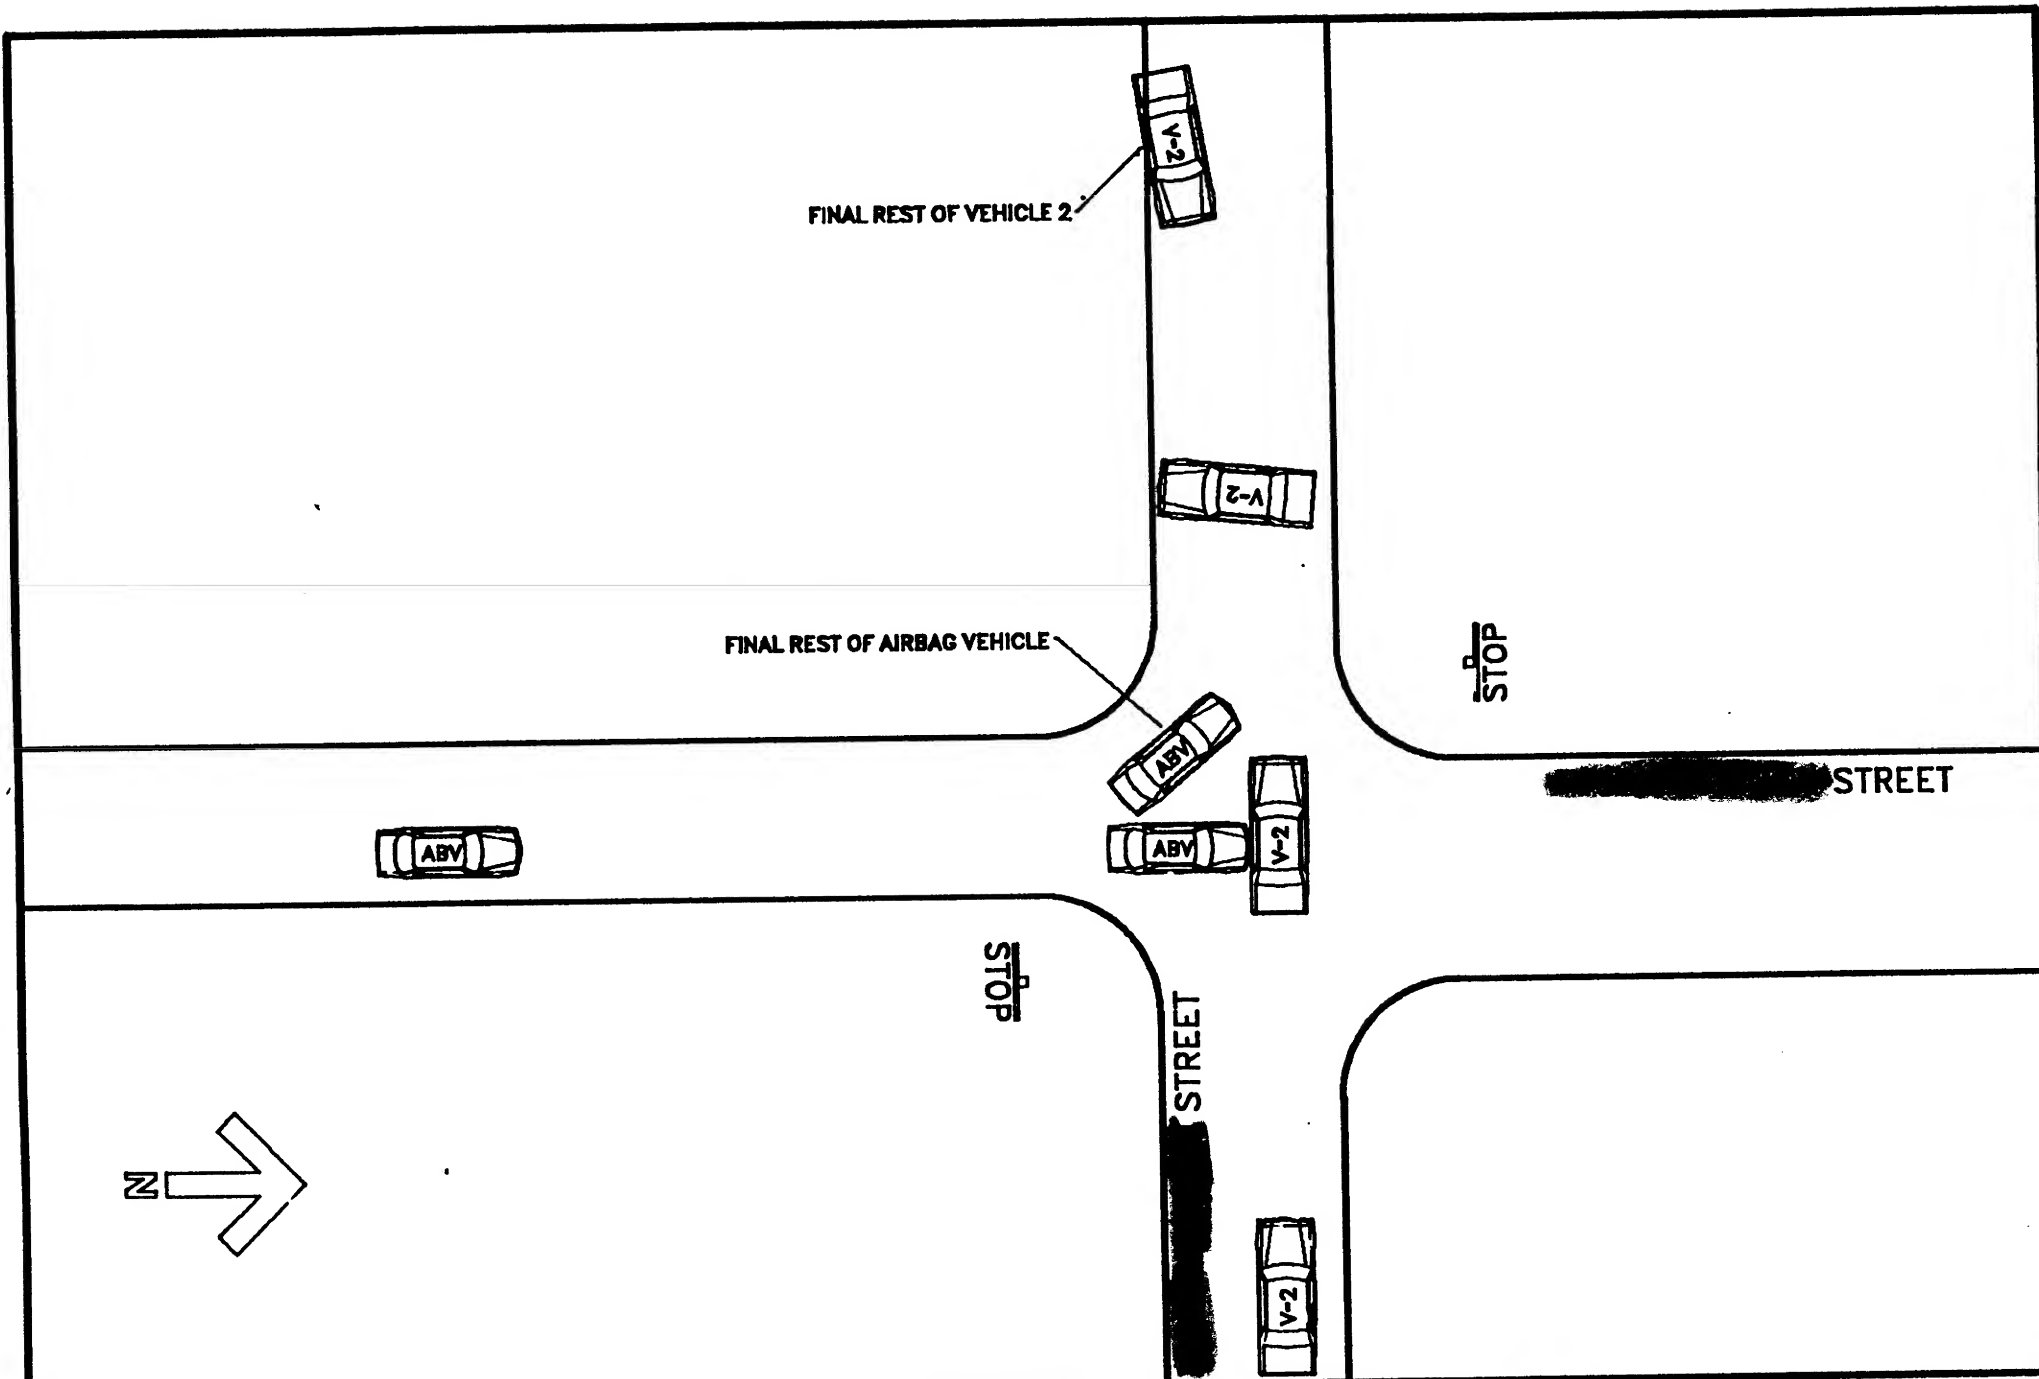 V-2
FINAL REST OF VEHICLE 2
V-2
FINAL REST OF AIRBAG VEHICLE
STOP
ABV
STREET
ABV
ABV
V-2
STOP
STREET
N
V-2